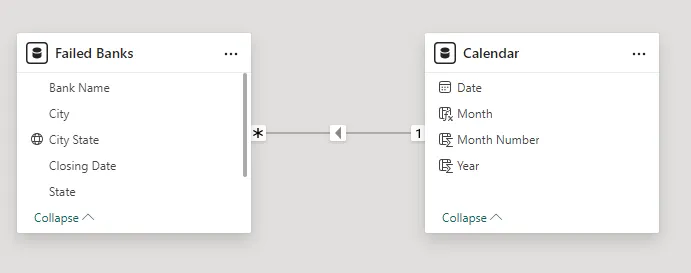 Failed Banks ...
Bank Name
City
City State
Closing Date
State
Collapse
* 1
Calendar ...
Date
Month
Month Number
Year
Collapse